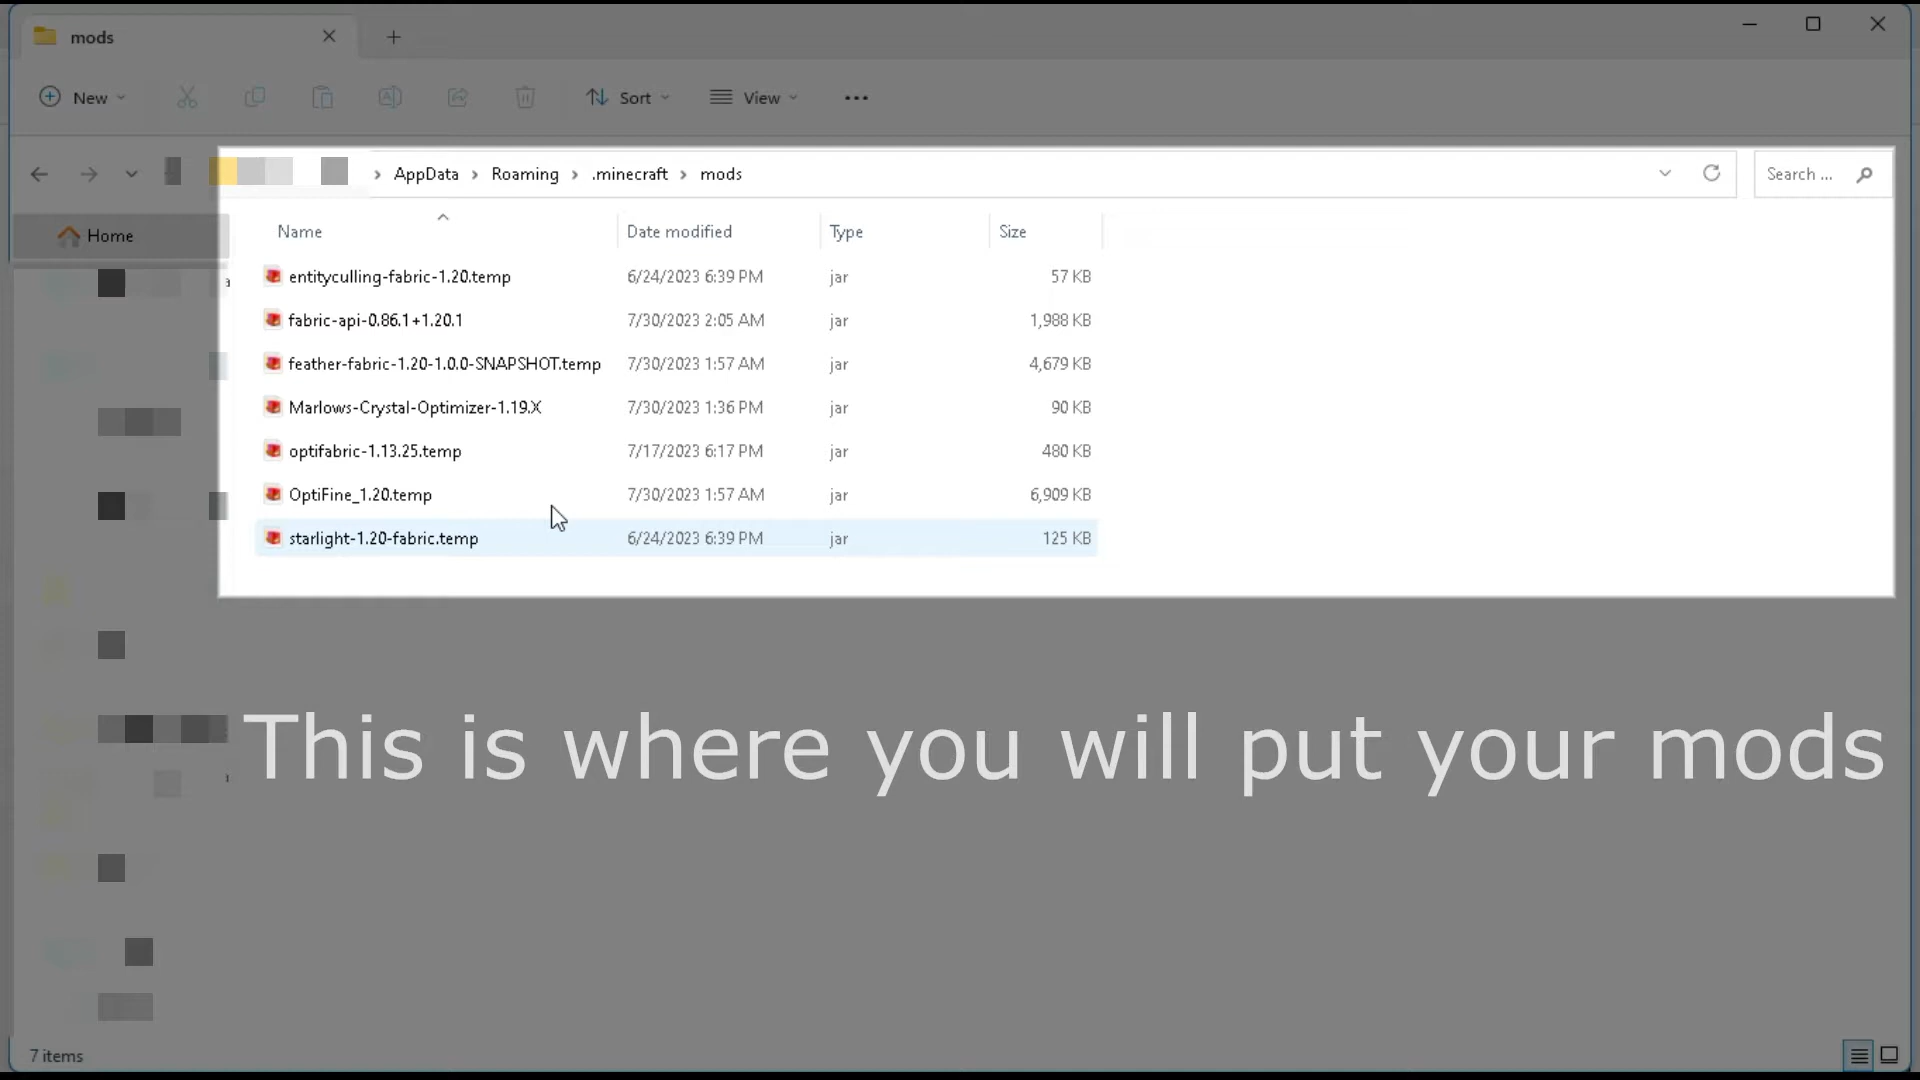 mods
New
Sort
View
AppData > Roaming > .minecraft > mods
Search ...
Home
Name Date modified Type Size
entityculling-fabric-1.20.temp 6/24/2023 6:39 PM jar 57 KB
fabric-api-0.86.1+1.20.1 7/30/2023 2:05 AM jar 1,988 KB
feather-fabric-1.20-1.0.0-SNAPSHOT.temp 7/30/2023 1:57 AM jar 4,679 KB
Marlows-Crystal-Optimizer-1.19.X 7/30/2023 1:36 PM jar 90 KB
optifabric-1.13.25.temp 7/17/2023 6:17 PM jar 480 KB
OptiFine_1.20.temp 7/30/2023 1:57 AM jar 6,909 KB
starlight-1.20-fabric.temp 6/24/2023 6:39 PM jar 125 KB
This is where you will put your mods
7 items